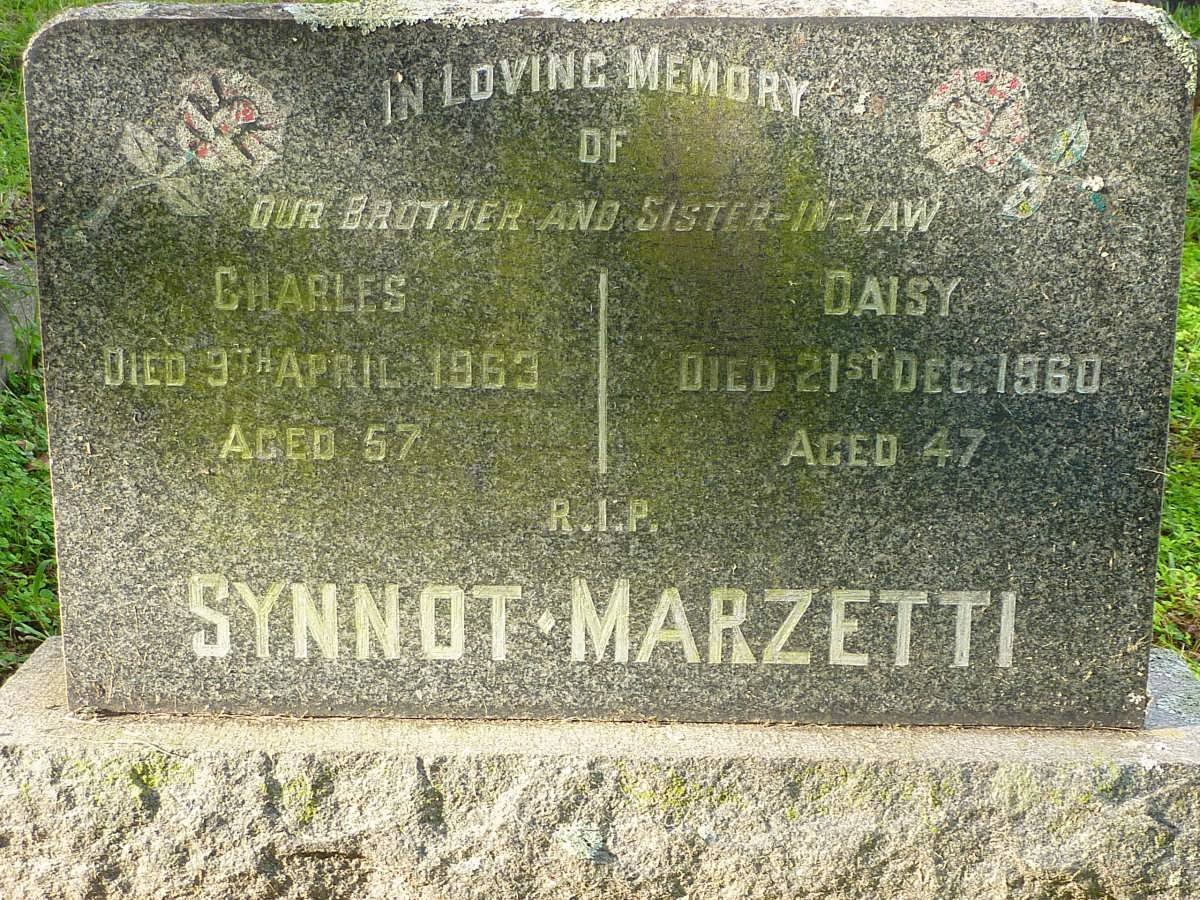 In Loving Memory
of
Our Brother and Sister-in-Law
Charles
Died 9th April 1963
Aged 57
Daisy
Died 21st Dec. 1960
Aged 47
R.I.P.
Synnot · Marzetti